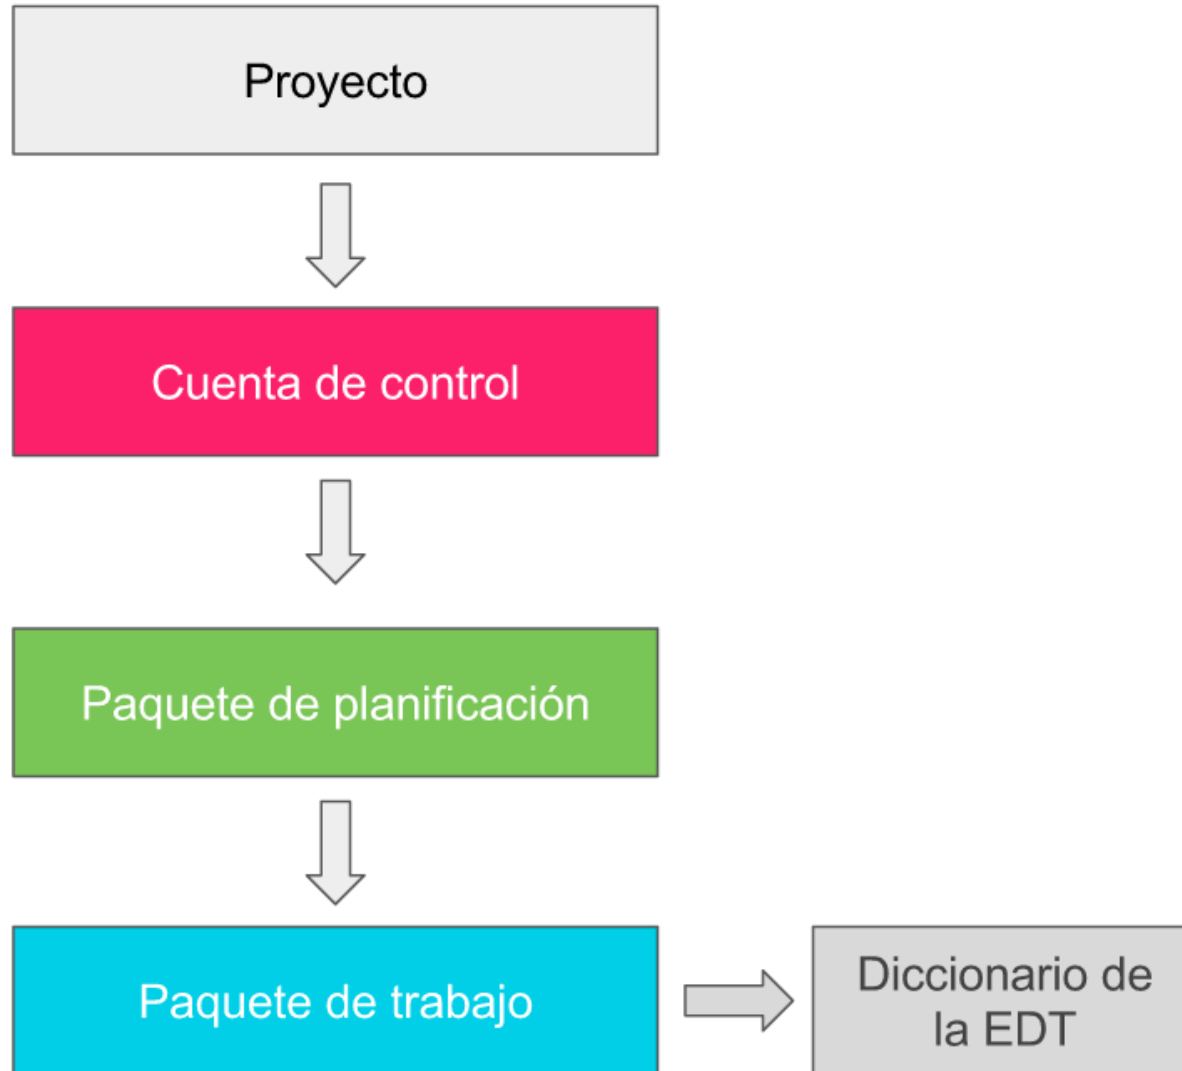 Proyecto
Cuenta de control
Paquete de planificación
Paquete de trabajo
Diccionario de
la EDT